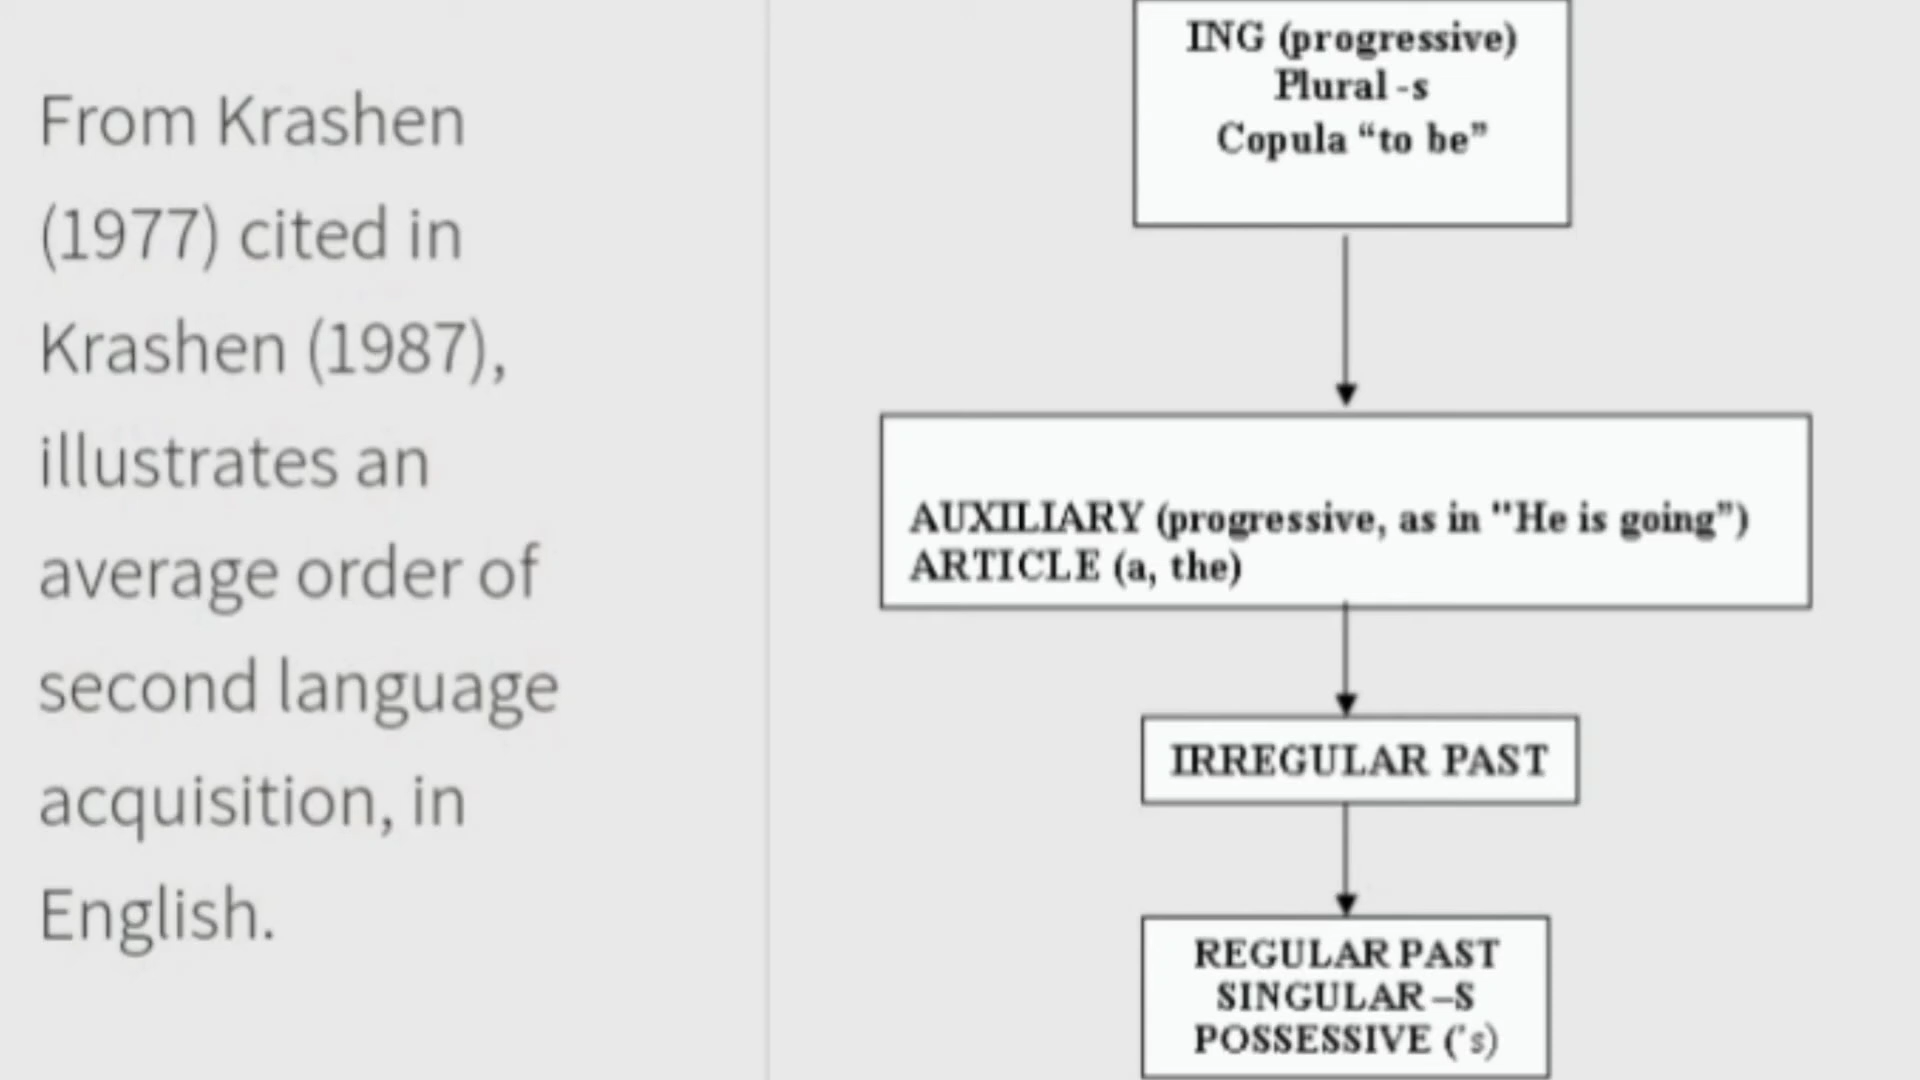 From Krashen
(1977) cited in
Krashen (1987),
illustrates an
average order of
second language
acquisition, in
English.
ING (progressive)
Plural -s
Copula “to be”
AUXILIARY (progressive, as in "He is going”)
ARTICLE (a, the)
IRREGULAR PAST
REGULAR PAST
SINGULAR –S
POSSESSIVE (’s)